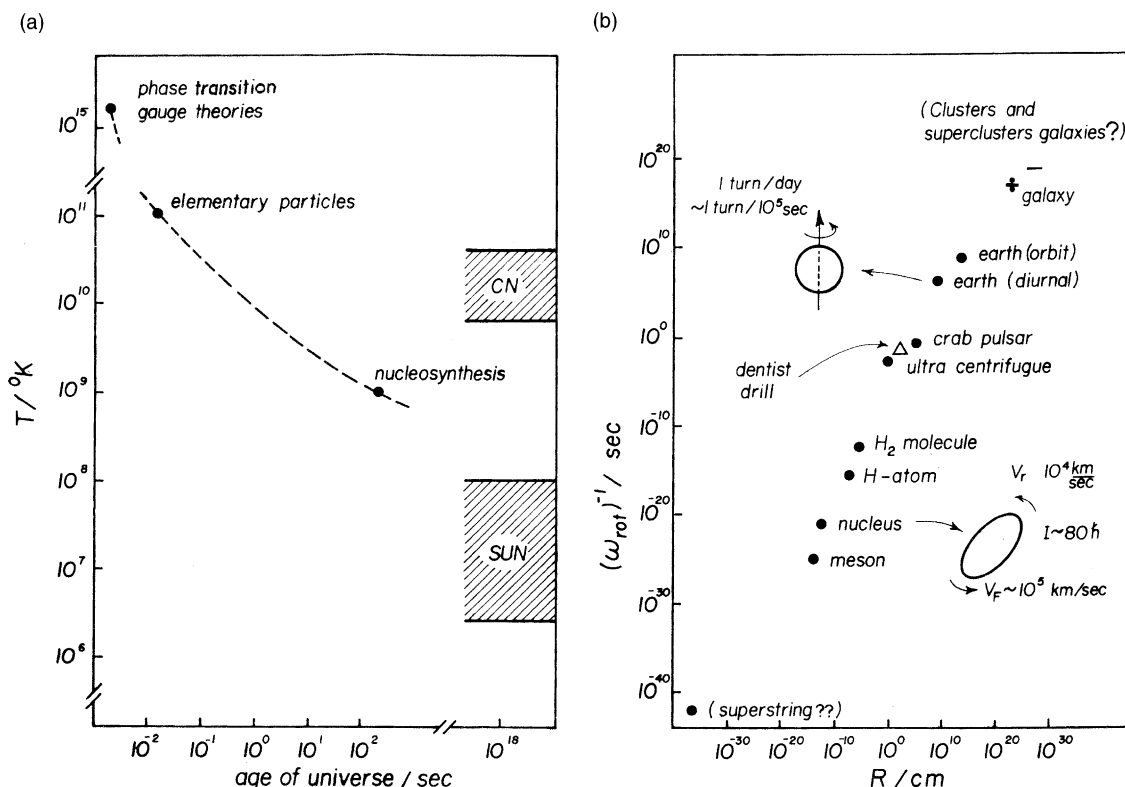 (a)
phase transition
gauge theories
10^15
elementary particles
10^11
CN
10^10
nucleosynthesis
10^9
T / °K
10^8
SUN
10^7
10^6
10^-2
10^-1
10^0
10^1
10^2
10^18
age of universe / sec
(b)
(Clusters and
superclusters galaxies?)
10^20
galaxy
1 turn/day
~1 turn/10^5 sec
10^10
earth (orbit)
earth (diurnal)
10^0
crab pulsar
ultra centrifugue
dentist
drill
10^-10
H2 molecule
H-atom
Vr 10^4 km/sec
10^-20
nucleus
I~80ħ
meson
VF~10^5 km/sec
10^-30
(ωrot)^-1 / sec
10^-40
(superstring??)
10^-30
10^-20
10^-10
10^0
10^10
10^20
10^30
R / cm